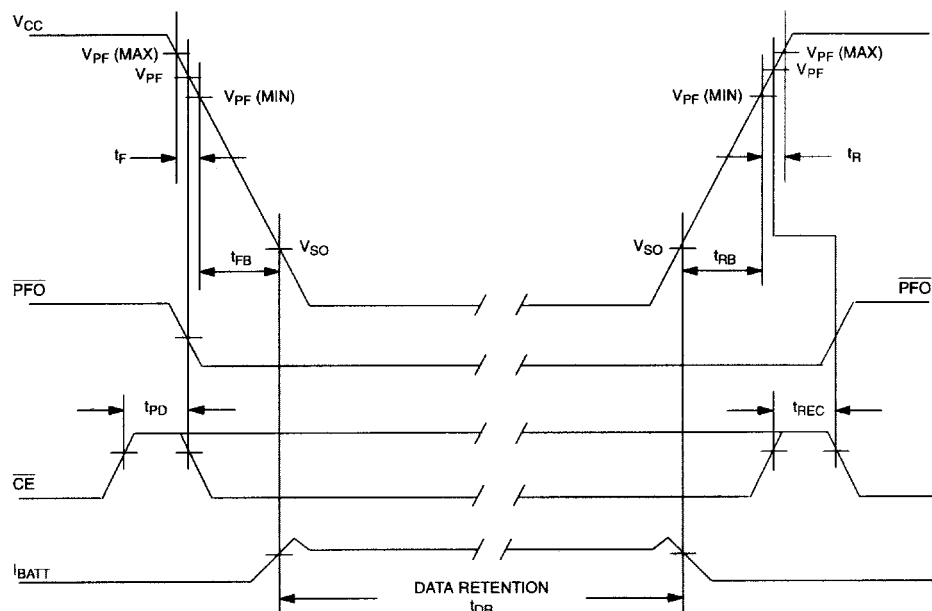 VCC
VPF (MAX)
VPF
VPF (MIN)
tF
tFB
VSO
VPF (MAX)
VPF
VPF (MIN)
tR
VSO
tRB
PFO
PFO
tPD
tREC
CE
IBATT
DATA RETENTION
tDR